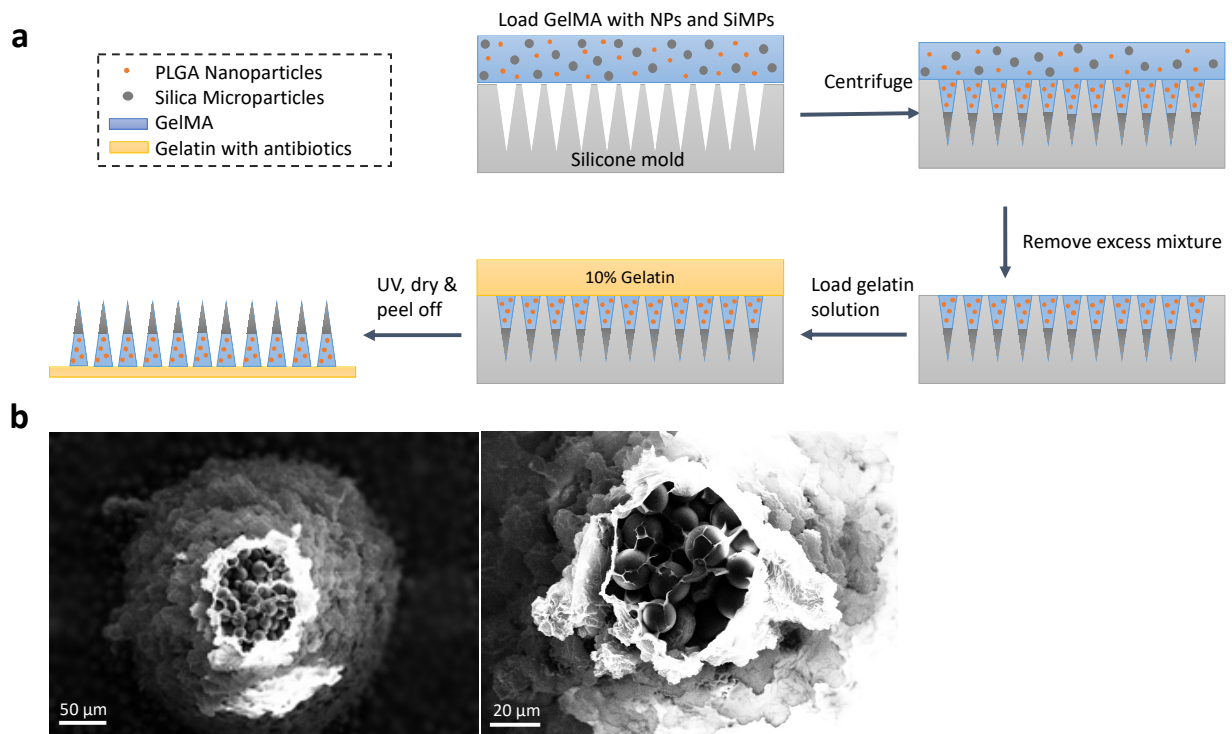 a
Load GelMA with NPs and SiMPs
PLGA Nanoparticles
Silica Microparticles
GelMA
Gelatin with antibiotics
Silicone mold
Centrifuge
Remove excess mixture
10% Gelatin
UV, dry &
peel off
Load gelatin
solution
b
50 µm
20 µm